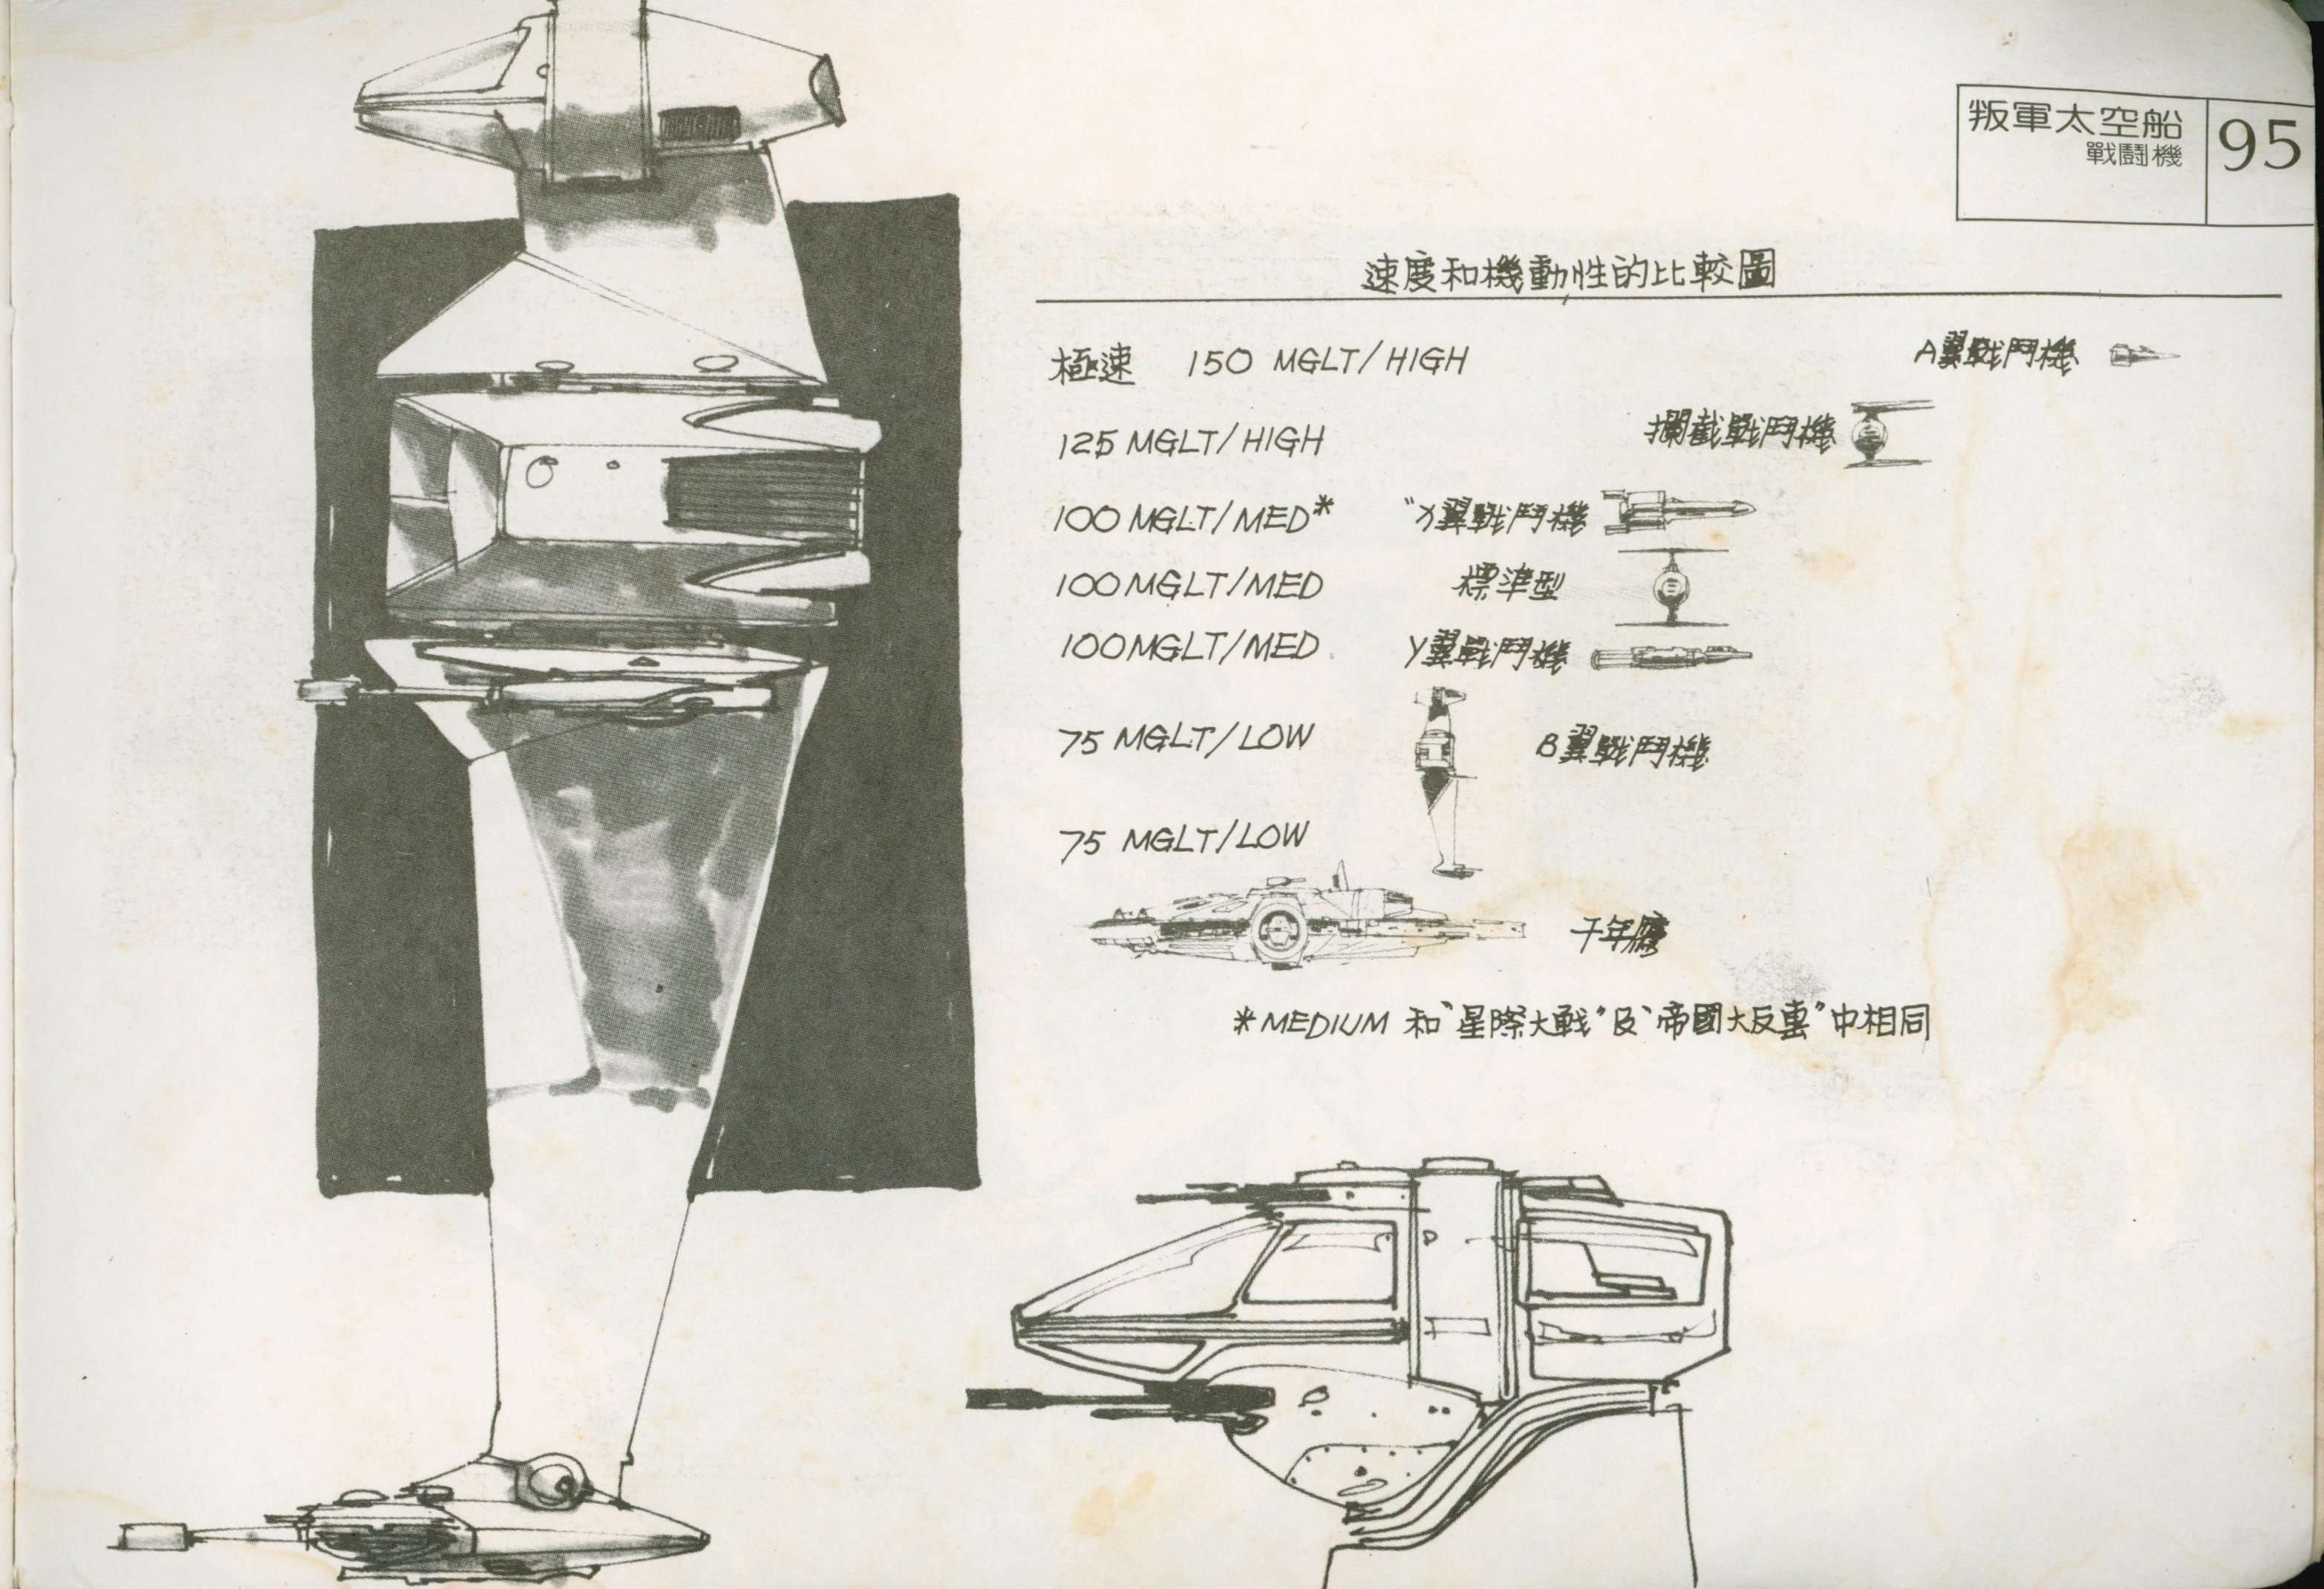 叛軍太空船
戰鬪機
95
速度和機動性的比較圖
極速 150 MGLT/HIGH A翼戰鬥機
125 MGLT/HIGH 攔截戰鬥機
100 MGLT/MED* "X翼戰鬥機
100 MGLT/MED 標準型
100 MGLT/MED Y翼戰鬥機
75 MGLT/LOW B翼戰鬥機
75 MGLT/LOW
千年鷹
*MEDIUM 和"星際大戰"及"帝國大反擊"中相同